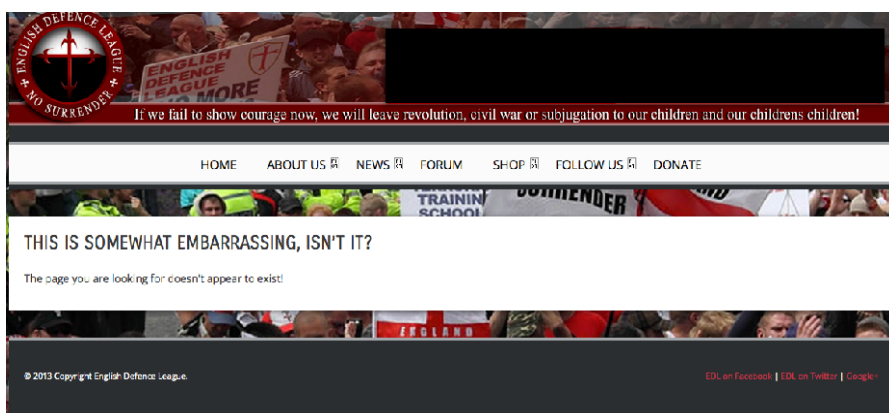 ENGLISH DEFENCE LEAGUE
NO SURRENDER
ENGLISH
DEFENCE
LEAGUE
NO MORE
If we fail to show courage now, we will leave revolution, civil war or subjugation to our children and our childrens children!
HOME ABOUT US NEWS FORUM SHOP FOLLOW US DONATE
TRAININ
SCHOOL
SURRENDER
THIS IS SOMEWHAT EMBARRASSING, ISN'T IT?
The page you are looking for doesn't appear to exist!
ENGLAND
© 2013 Copyright English Defence League.
EDL on Facebook | EDL on Twitter | Google+